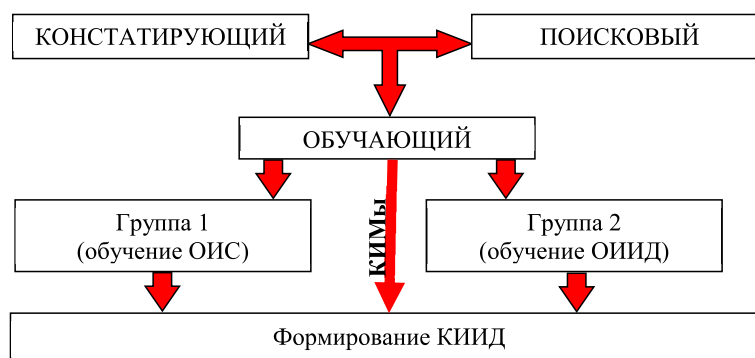 КОНСТАТИРУЮЩИЙ
ПОИСКОВЫЙ
ОБУЧАЮЩИЙ
Группа 1
(обучение ОИС)
КИМы
Группа 2
(обучение ОИИД)
Формирование КИИД